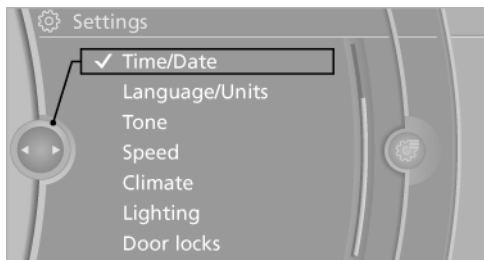 Settings
✓ Time/Date
Language/Units
Tone
Speed
Climate
Lighting
Door locks